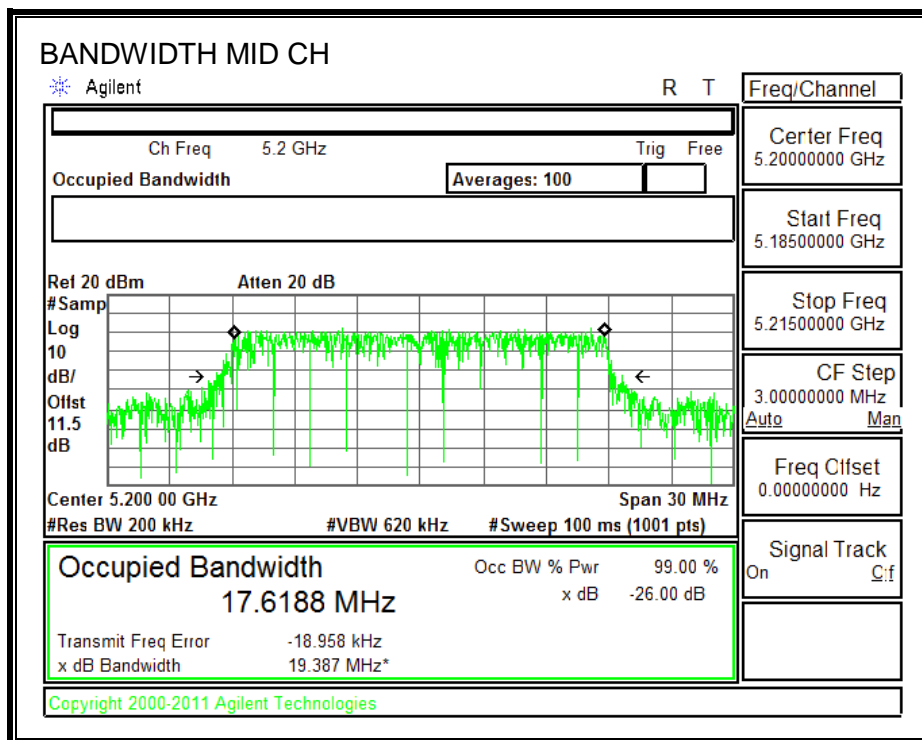 BANDWIDTH MID CH
Agilent R T
Freq/Channel
Ch Freq 5.2 GHz Trig Free
Occupied Bandwidth Averages: 100
Center Freq
5.20000000 GHz
Start Freq
5.18500000 GHz
Stop Freq
5.21500000 GHz
CF Step
3.00000000 MHz
Auto Man
Freq Offset
0.00000000 Hz
Signal Track
On Off
Ref 20 dBm Atten 20 dB
#Samp
Log
10
dB/
Offst
11.5
dB
Center 5.200 00 GHz Span 30 MHz
#Res BW 200 kHz #VBW 620 kHz #Sweep 100 ms (1001 pts)
Occupied Bandwidth
17.6188 MHz
Occ BW % Pwr 99.00 %
x dB -26.00 dB
Transmit Freq Error -18.958 kHz
x dB Bandwidth 19.387 MHz*
Copyright 2000-2011 Agilent Technologies